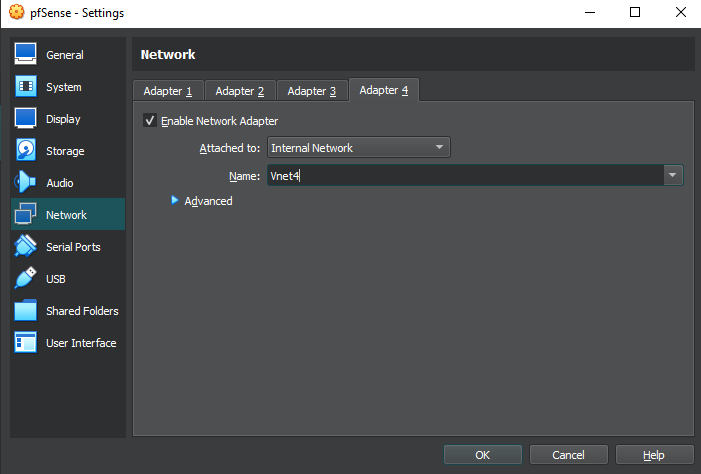 pfSense - Settings
General
System
Display
Storage
Audio
Network
Serial Ports
USB
Shared Folders
User Interface
Network
Adapter 1
Adapter 2
Adapter 3
Adapter 4
Enable Network Adapter
Attached to: Internal Network
Name: Vnet4
Advanced
OK
Cancel
Help